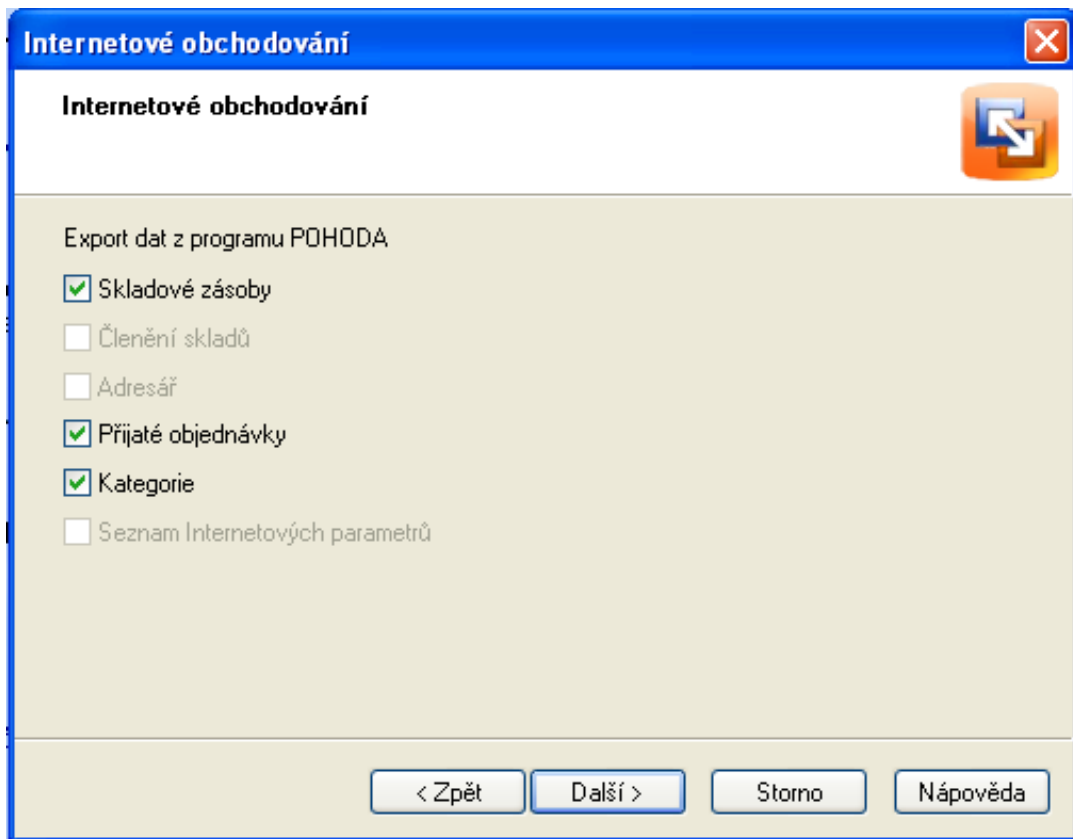 Internetové obchodování
Internetové obchodování
Export dat z programu POHODA
Skladové zásoby
Členění skladů
Adresář
Přijaté objednávky
Kategorie
Seznam Internetových parametrů
< Zpět Další > Storno Nápověda